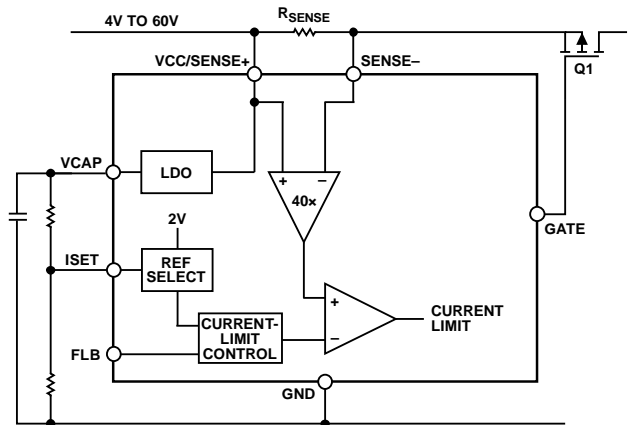 4V TO 60V
RSENSE
VCC/SENSE+
SENSE–
Q1
VCAP
LDO
+
–
40×
GATE
2V
ISET
REF
SELECT
+
–
CURRENT
LIMIT
CURRENT-
LIMIT
CONTROL
FLB
GND